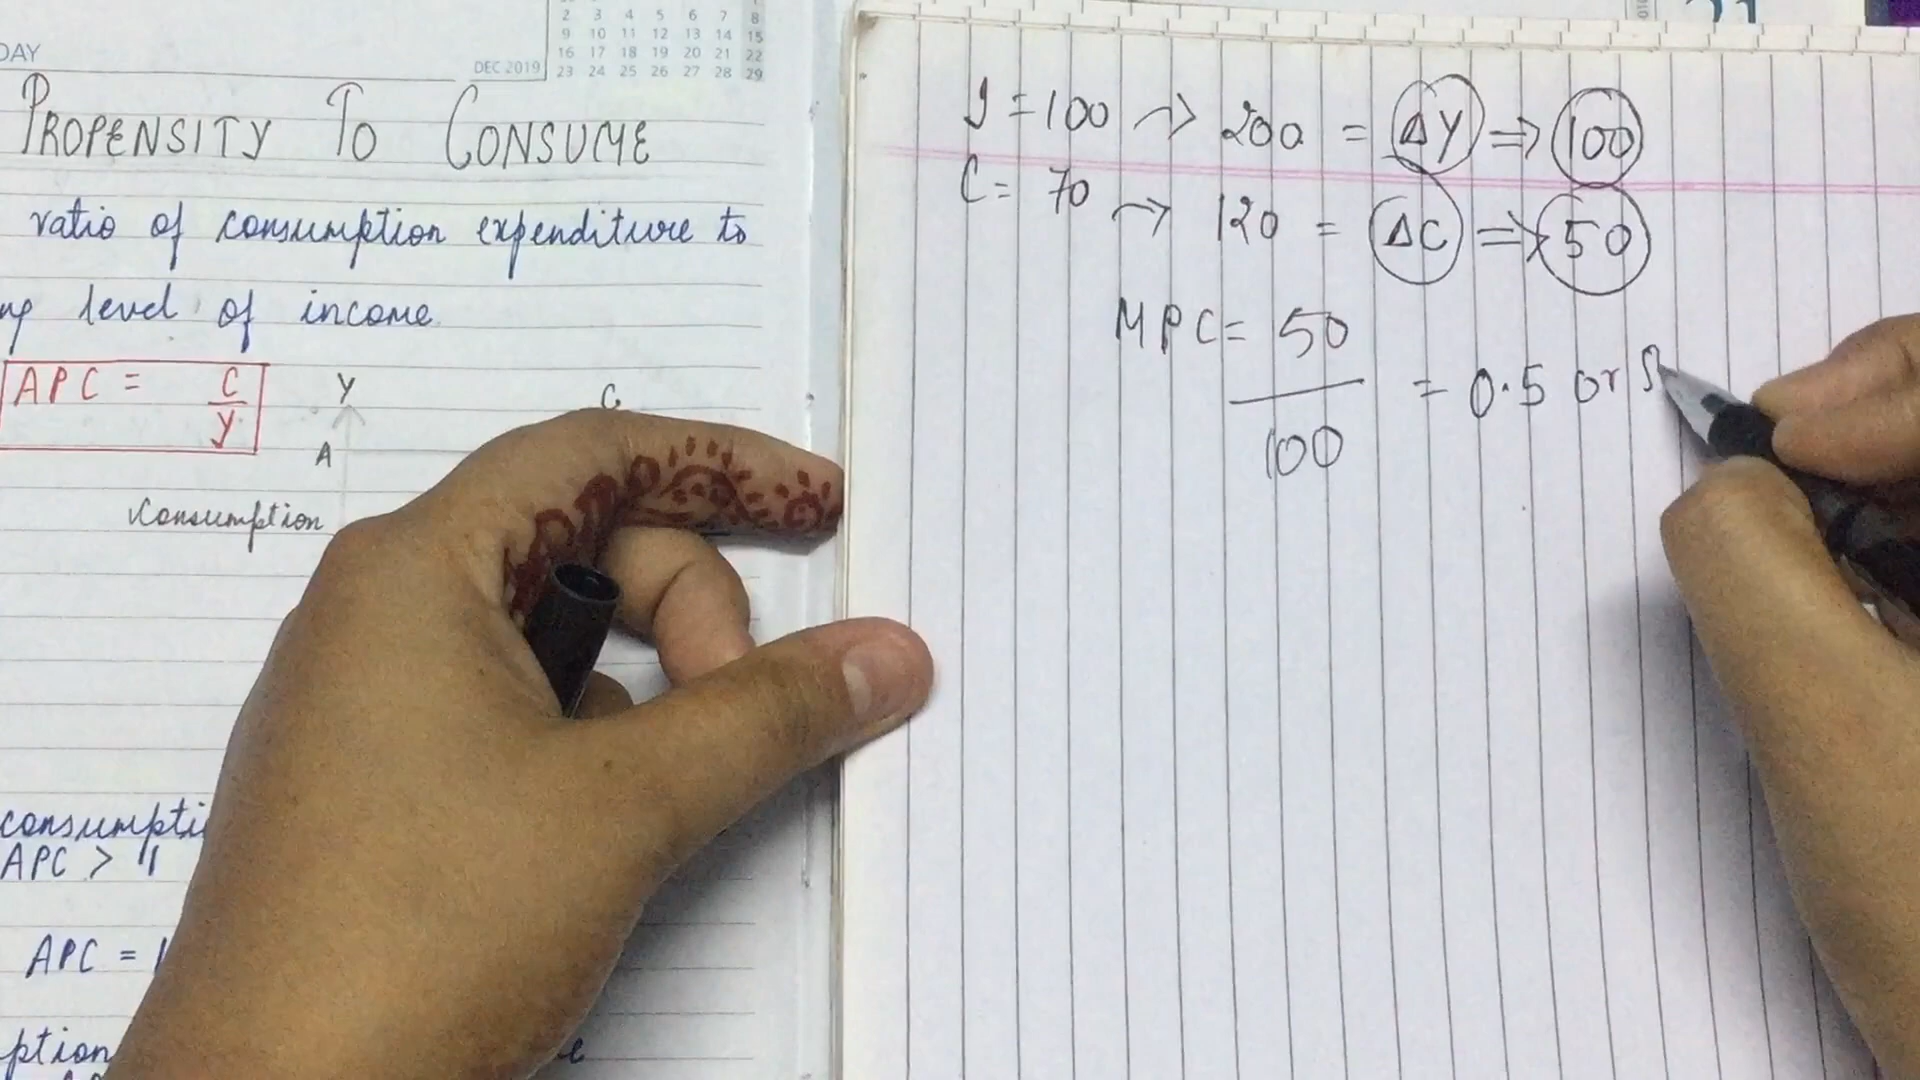 DAY
2 3 4 5 6 7 8
9 10 11 12 13 14 15
16 17 18 19 20 21 22
DEC 2019 23 24 25 26 27 28 29
PROPENSITY TO CONSUME
ratio of consumption expenditure to
level of income
APC = C/Y
Y
C
A
Consumption
consumpti
APC > 1
APC = 1
ption
I = 100 → 200 = ΔY ⇒ 100
C = 70 → 120 = ΔC ⇒ 50
MPC = 50/100 = 0.5 or